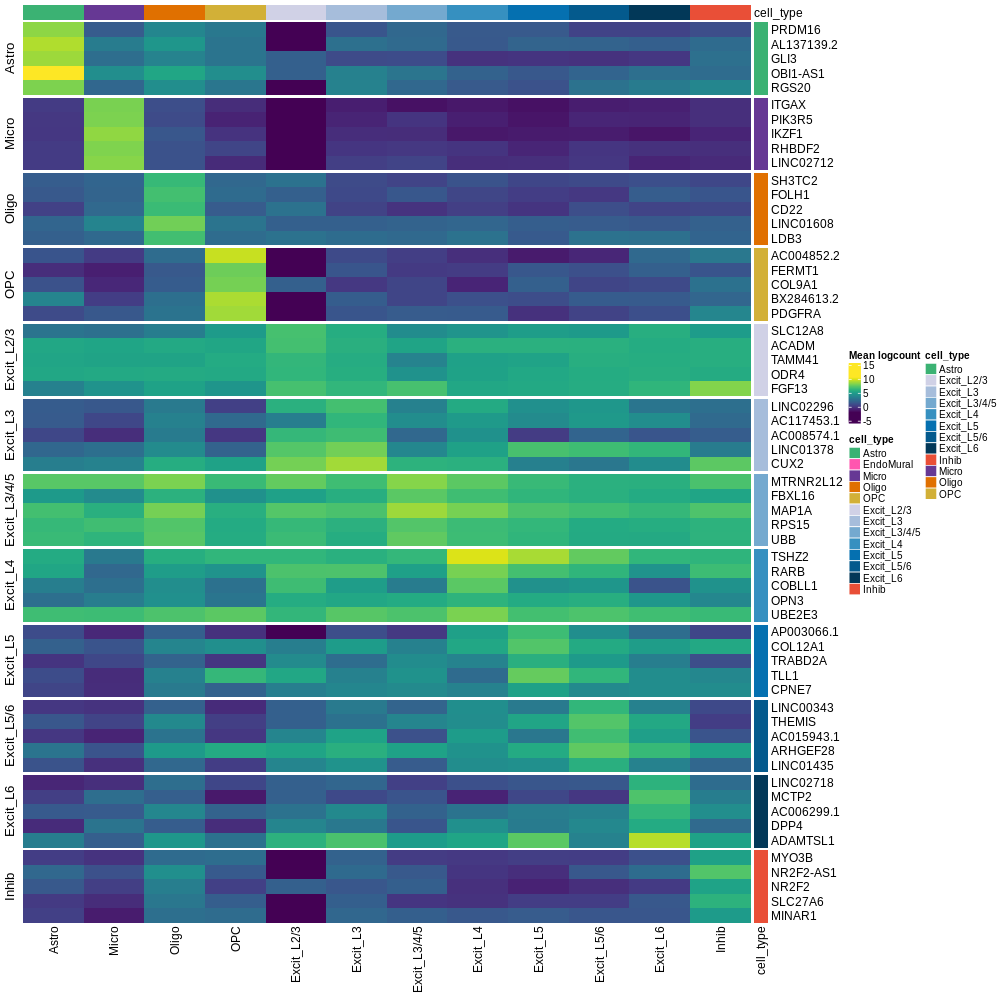 cell_type
Astro
PRDM16
AL137139.2
GLI3
OBI1-AS1
RGS20
Micro
ITGAX
PIK3R5
IKZF1
RHBDF2
LINC02712
Oligo
SH3TC2
FOLH1
CD22
LINC01608
LDB3
OPC
AC004852.2
FERMT1
COL9A1
BX284613.2
PDGFRA
Excit_L2/3
SLC12A8
ACADM
TAMM41
ODR4
FGF13
Excit_L3
LINC02296
AC117453.1
AC008574.1
LINC01378
CUX2
Excit_L3/4/5
MTRNR2L12
FBXL16
MAP1A
RPS15
UBB
Excit_L4
TSHZ2
RARB
COBLL1
OPN3
UBE2E3
Excit_L5
AP003066.1
COL12A1
TRABD2A
TLL1
CPNE7
Excit_L5/6
LINC00343
THEMIS
AC015943.1
ARHGEF28
LINC01435
Excit_L6
LINC02718
MCTP2
AC006299.1
DPP4
ADAMTSL1
Inhib
MYO3B
NR2F2-AS1
NR2F2
SLC27A6
MINAR1
Astro
Micro
Oligo
OPC
Excit_L2/3
Excit_L3
Excit_L3/4/5
Excit_L4
Excit_L5
Excit_L5/6
Excit_L6
Inhib
cell_type
Mean logcount
15
10
5
0
-5
cell_type
Astro
EndoMural
Micro
Oligo
OPC
Excit_L2/3
Excit_L3
Excit_L3/4/5
Excit_L4
Excit_L5
Excit_L5/6
Excit_L6
Inhib
cell_type
Astro
Excit_L2/3
Excit_L3
Excit_L3/4/5
Excit_L4
Excit_L5
Excit_L5/6
Excit_L6
Inhib
Micro
Oligo
OPC